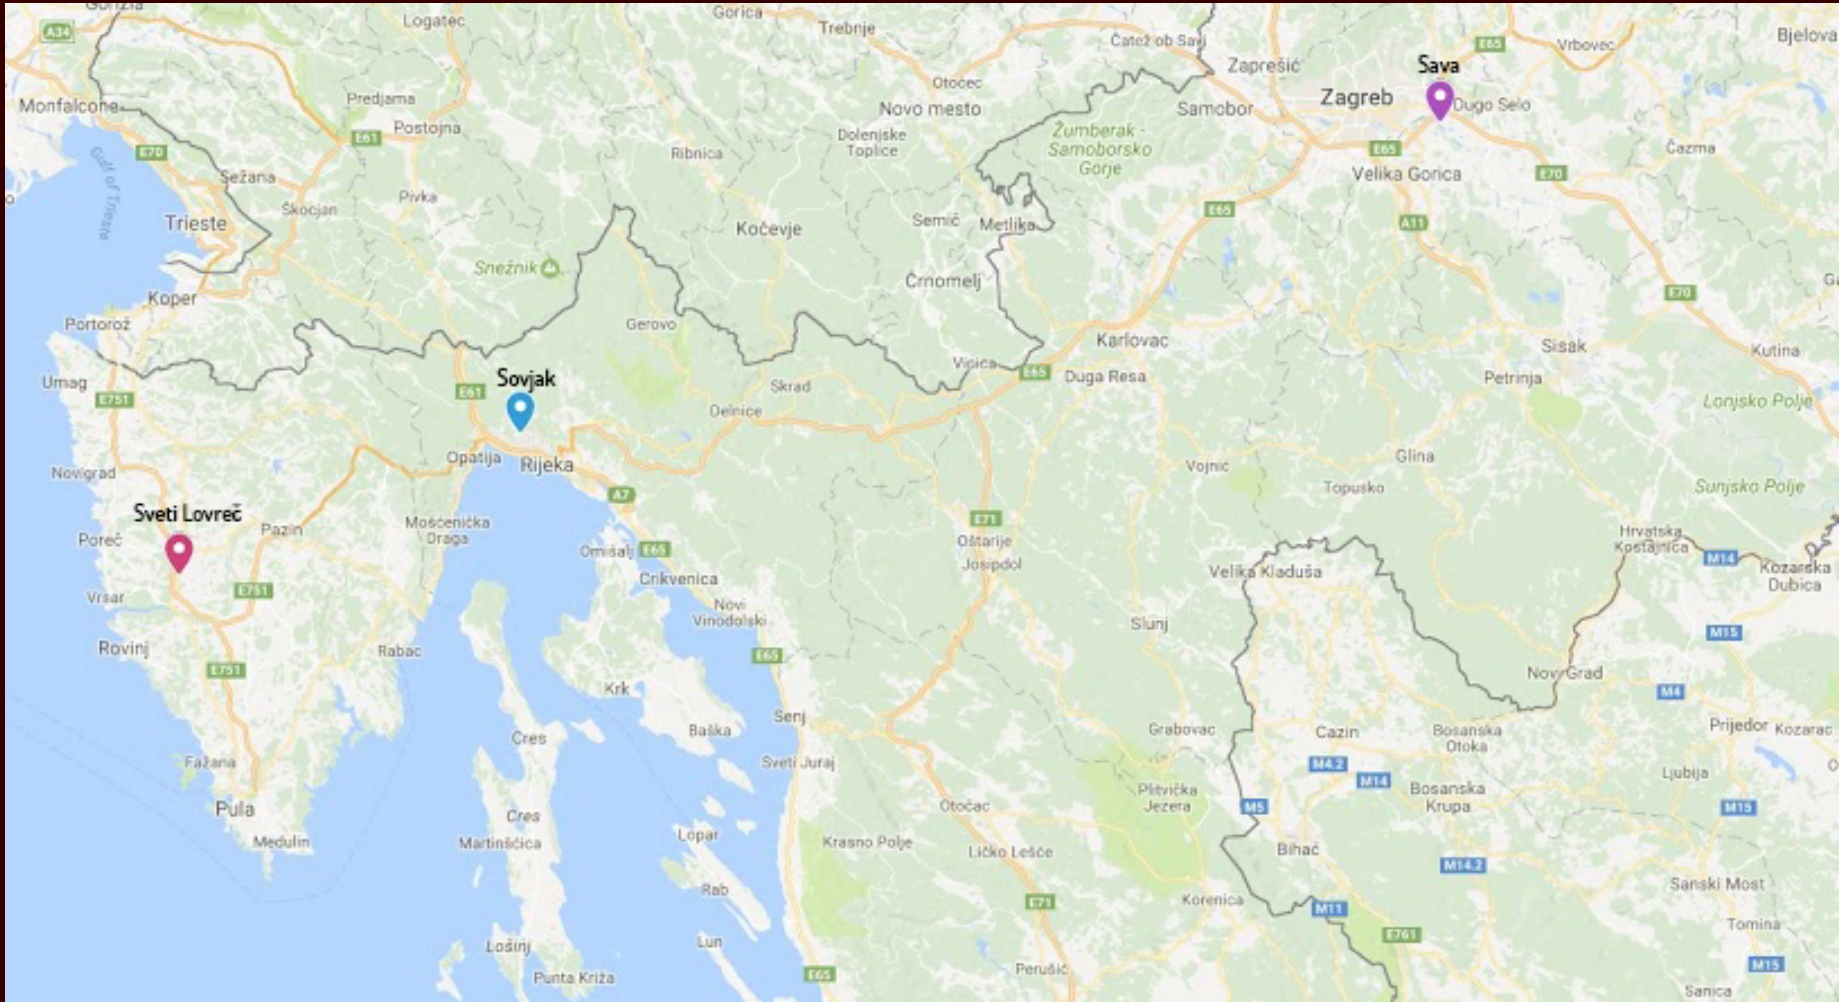 Gorizia
Logatec
Gorica
Trebnje
Čatež ob Savi
A34
E65
Vrbovec
Bjelova
Zaprešić
Sava
Monfalcone
Predjama
Otočec
Novo mesto
Samobor
Zagreb
Dugo Selo
Postojna
E61
Dolenjske
Toplice
Žumberak -
Samoborsko
Gorje
E65
Čazma
E70
Gulf of Trieste
Ribnica
Velika Gorica
E70
Sežana
Pivka
Škocjan
Trieste
Kočevje
Semič
Metlika
E65
A11
Snežnik
Črnomelj
Koper
E70
Portorož
Gerovo
Karlovac
Sisak
Kutina
Vinica
E65
Duga Resa
Petrinja
Umag
E751
E61
Sovjak
Skrad
Delnice
Lonjsko Polje
Opatija
Rijeka
Vojnić
Glina
Novigrad
A7
Topusko
Sunjsko Polje
Sveti Lovreč
Pazin
Mošćenička
Draga
E71
Oštarije
Josipdol
Hrvatska
Kostajnica
M14
Kozarska
Dubica
Poreč
Omišalj
E65
Crikvenica
Velika Kladuša
Vrsar
E751
Novi
Vinodolski
Slunj
M15
Rovinj
Rabac
E65
E751
Novi Grad
Krk
M4
Senj
Baška
Grabovac
Cazin
Bosanska
Otoka
Prijedor
Kozarac
Cres
Fažana
Sveti Juraj
M4.2
M14
Ljubija
Pula
Plitvička
Jezera
Bosanska
Krupa
Cres
Otočac
M5
M15
Medulin
Martinšćica
Lopar
Krasno Polje
Ličko Lešće
Bihać
M14.2
Rab
E71
Korenica
M11
Sanski Most
Tomina
Lošinj
Lun
E761
Punta Križa
E65
Perušić
M15
Sanica